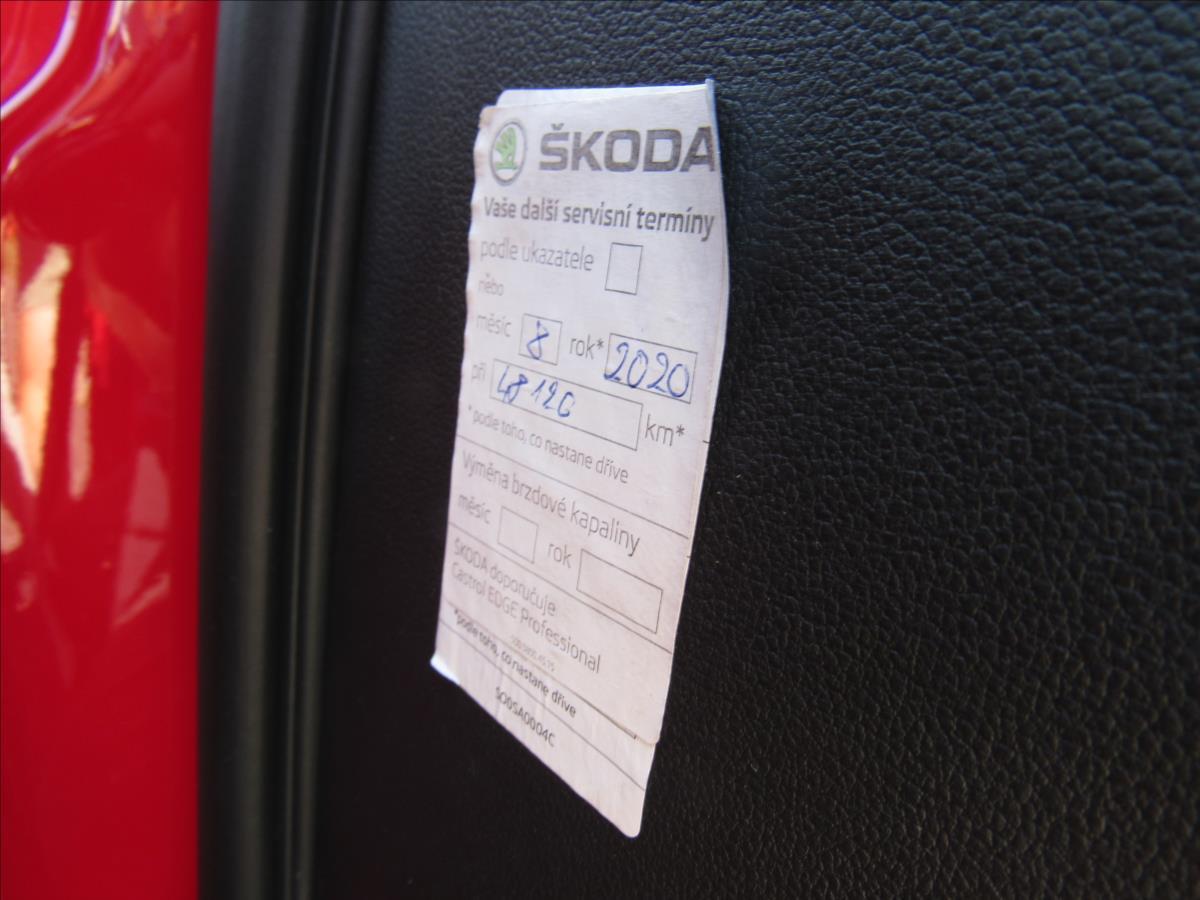 ŠKODA
Vaše další servisní termíny
podle ukazatele
nebo
měsíc 8 rok* 2020
při 48120 km*
* podle toho, co nastane dříve
Výměna brzdové kapaliny
měsíc rok
ŠKODA doporučuje
Castrol EDGE Professional
*podle toho, co nastane dříve
S00SA0004C